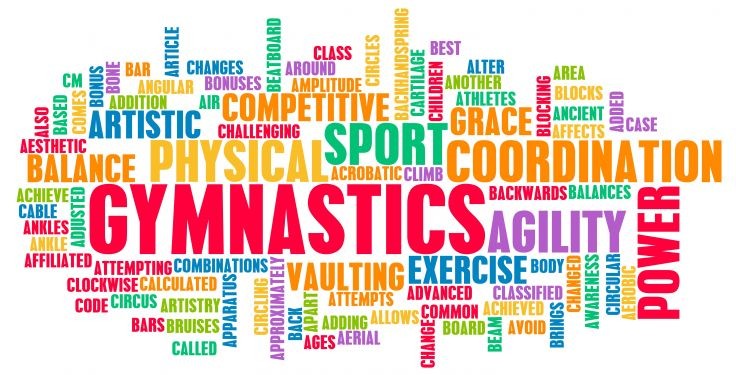 BEATBOARD
CIRCLES
BACKHANDSPRING
ARTICLE
CLASS
BEST
CM
BONUS
BONE
BAR
CHANGES
AROUND
CARTILAGE
CHILDREN
ALTER
ANOTHER
AREA
ANGULAR
BONUSES
AMPLITUDE
BLOCKING
BLOCKS
ALSO
BASED
COMES
ADDITION
AIR
COMPETITIVE
ATHLETES
ANCIENT
ADDED
ARTISTIC
CHALLENGING
SPORT
GRACE
AFFECTS
CASE
AESTHETIC
BALANCE
PHYSICAL
ACROBATIC
CLIMB
COORDINATION
ACHIEVE
ADJUSTED
GYMNASTICS
BACKWARDS
BALANCES
CABLE
ANKLES
ANKLE
AGILITY
POWER
AFFILIATED
ATTEMPTING
COMBINATIONS
VAULTING
EXERCISE
BODY
CHANGED
AWARENESS
CIRCULAR
AEROBIC
CLOCKWISE
CALCULATED
APPARATUS
CIRCLING
APPROXIMATELY
BACK
APART
ATTEMPTS
ADVANCED
CLASSIFIED
CODE
CIRCUS
ARTISTRY
ALLOWS
COMMON
ACHIEVED
BRINGS
BARS
BRUISES
ADDING
CHANGE
BOARD
BEAM
AVOID
CALLED
AGES
AERIAL